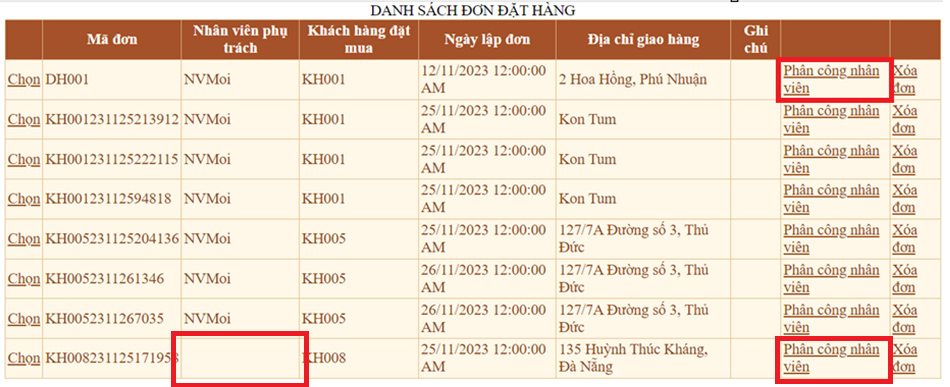 DANH SÁCH ĐƠN ĐẶT HÀNG
Mã đơn Nhân viên phụ trách Khách hàng đặt mua Ngày lập đơn Địa chỉ giao hàng Ghi chú
Chọn DH001 NVMoi KH001 12/11/2023 12:00:00 AM 2 Hoa Hồng, Phú Nhuận Phân công nhân viên Xóa đơn
Chọn KH001231125213912 NVMoi KH001 25/11/2023 12:00:00 AM Kon Tum Phân công nhân viên Xóa đơn
Chọn KH001231125222115 NVMoi KH001 25/11/2023 12:00:00 AM Kon Tum Phân công nhân viên Xóa đơn
Chọn KH00123112594818 NVMoi KH001 25/11/2023 12:00:00 AM Kon Tum Phân công nhân viên Xóa đơn
Chọn KH005231125204136 NVMoi KH005 25/11/2023 12:00:00 AM 127/7A Đường số 3, Thủ Đức Phân công nhân viên Xóa đơn
Chọn KH0052311261346 NVMoi KH005 26/11/2023 12:00:00 AM 127/7A Đường số 3, Thủ Đức Phân công nhân viên Xóa đơn
Chọn KH0052311267035 NVMoi KH005 26/11/2023 12:00:00 AM 127/7A Đường số 3, Thủ Đức Phân công nhân viên Xóa đơn
Chọn KH008231125171958 KH008 25/11/2023 12:00:00 AM 135 Huỳnh Thúc Kháng, Đà Nẵng Phân công nhân viên Xóa đơn